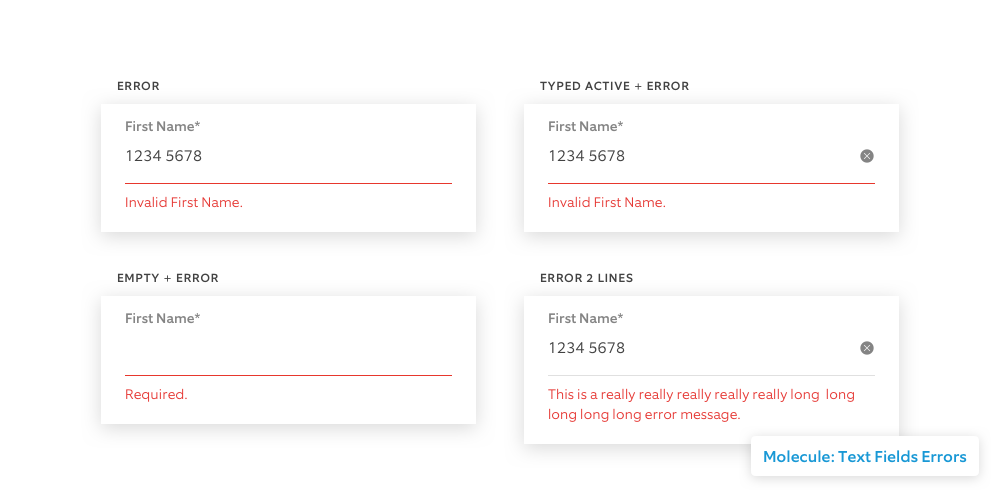 ERROR
First Name*
1234 5678
Invalid First Name.
TYPED ACTIVE + ERROR
First Name*
1234 5678
Invalid First Name.
EMPTY + ERROR
First Name*
Required.
ERROR 2 LINES
First Name*
1234 5678
This is a really really really really really long  long
long long long error message.
Molecule: Text Fields Errors